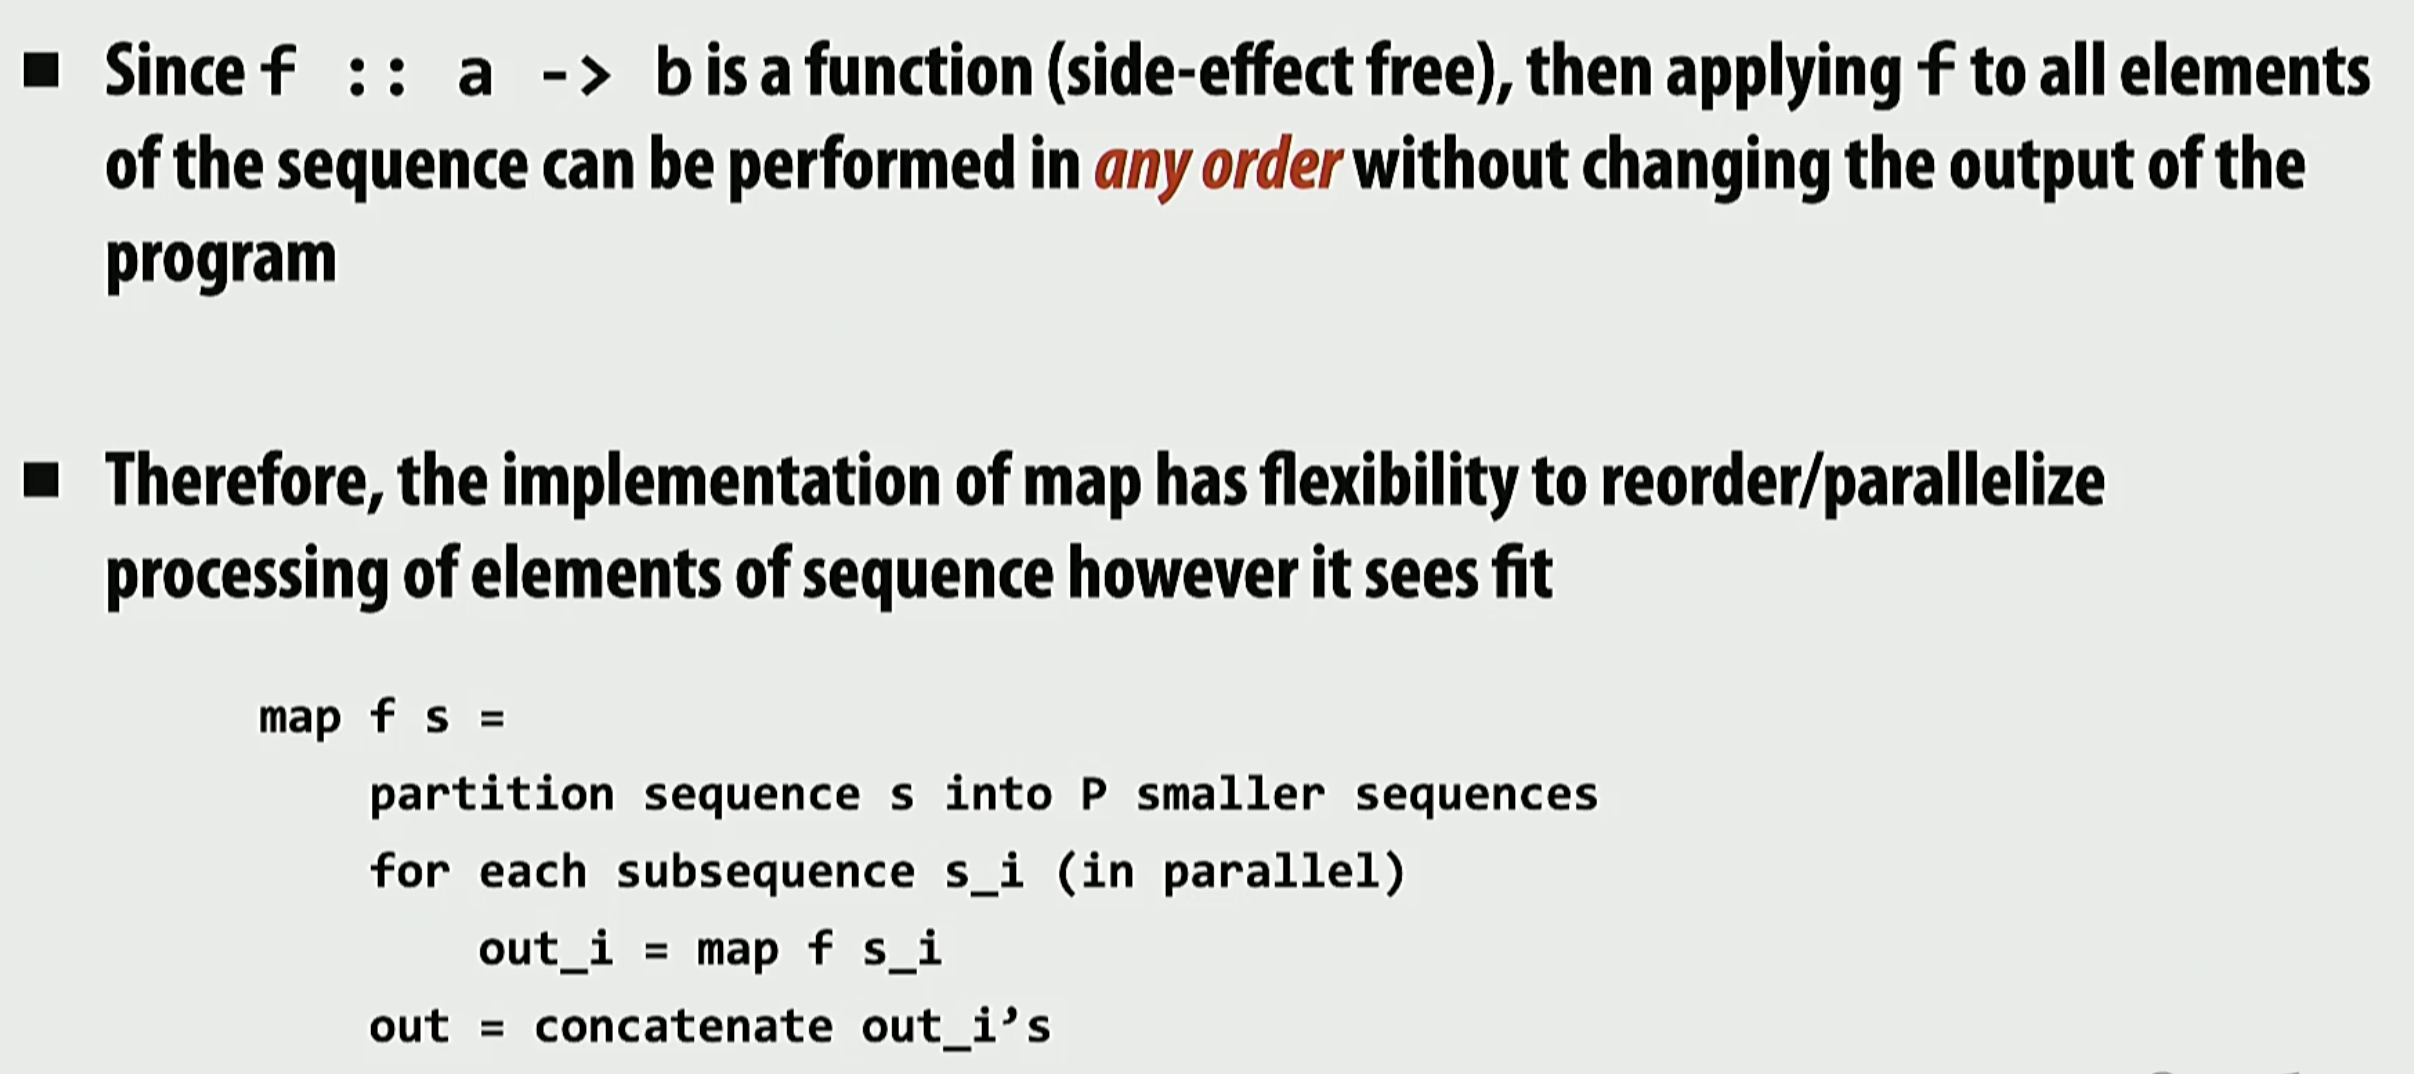 ■ Since f :: a -> b is a function (side-effect free), then applying f to all elements
of the sequence can be performed in any order without changing the output of the
program
■ Therefore, the implementation of map has flexibility to reorder/parallelize
processing of elements of sequence however it sees fit
map f s =
partition sequence s into P smaller sequences
for each subsequence s_i (in parallel)
out_i = map f s_i
out = concatenate out_i’s